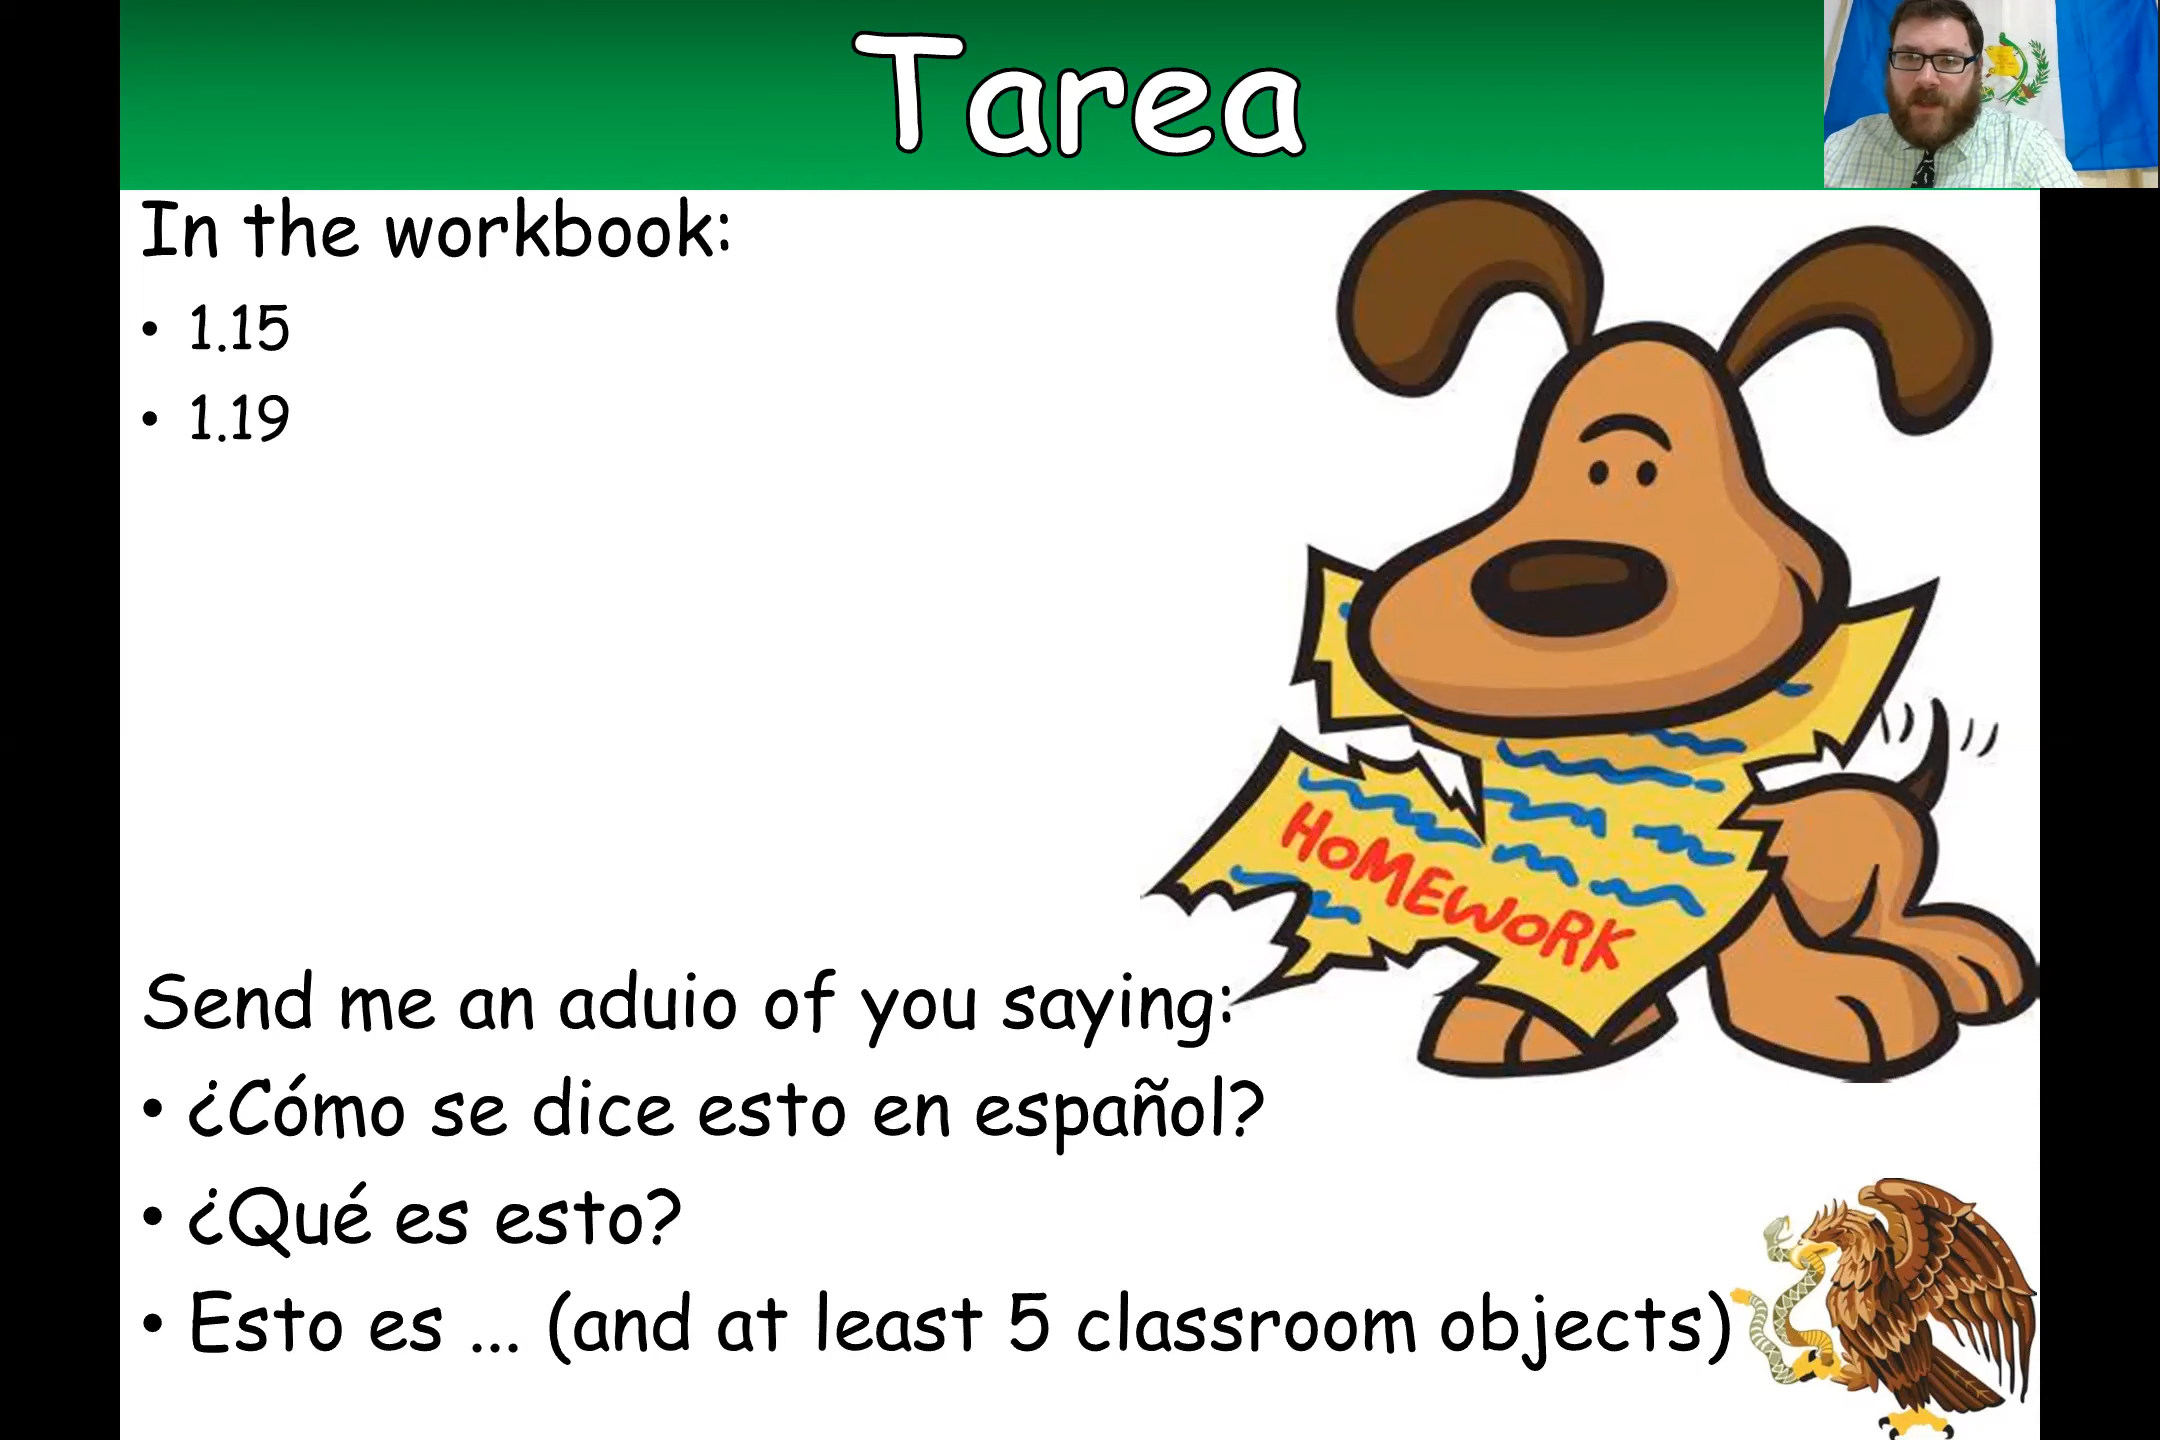 Tarea
In the workbook:
• 1.15
• 1.19
HOMEWORK
Send me an aduio of you saying:
• ¿Cómo se dice esto en español?
• ¿Qué es esto?
• Esto es ... (and at least 5 classroom objects)